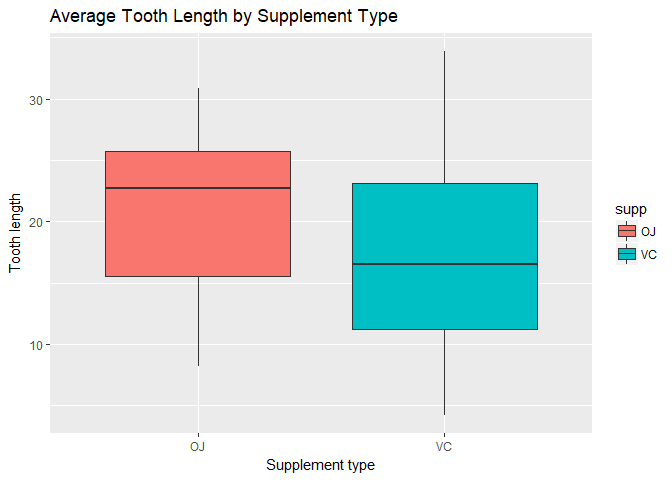 Average Tooth Length by Supplement Type
Tooth length
30
20
10
OJ
VC
Supplement type
supp
OJ
VC